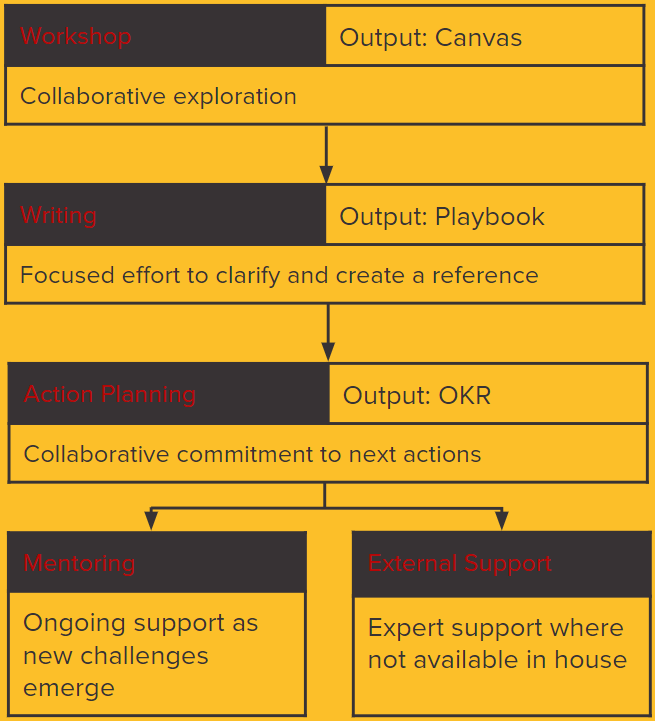 Workshop
Output: Canvas
Collaborative exploration
Writing
Output: Playbook
Focused effort to clarify and create a reference
Action Planning
Output: OKR
Collaborative commitment to next actions
Mentoring
Ongoing support as
new challenges
emerge
External Support
Expert support where
not available in house